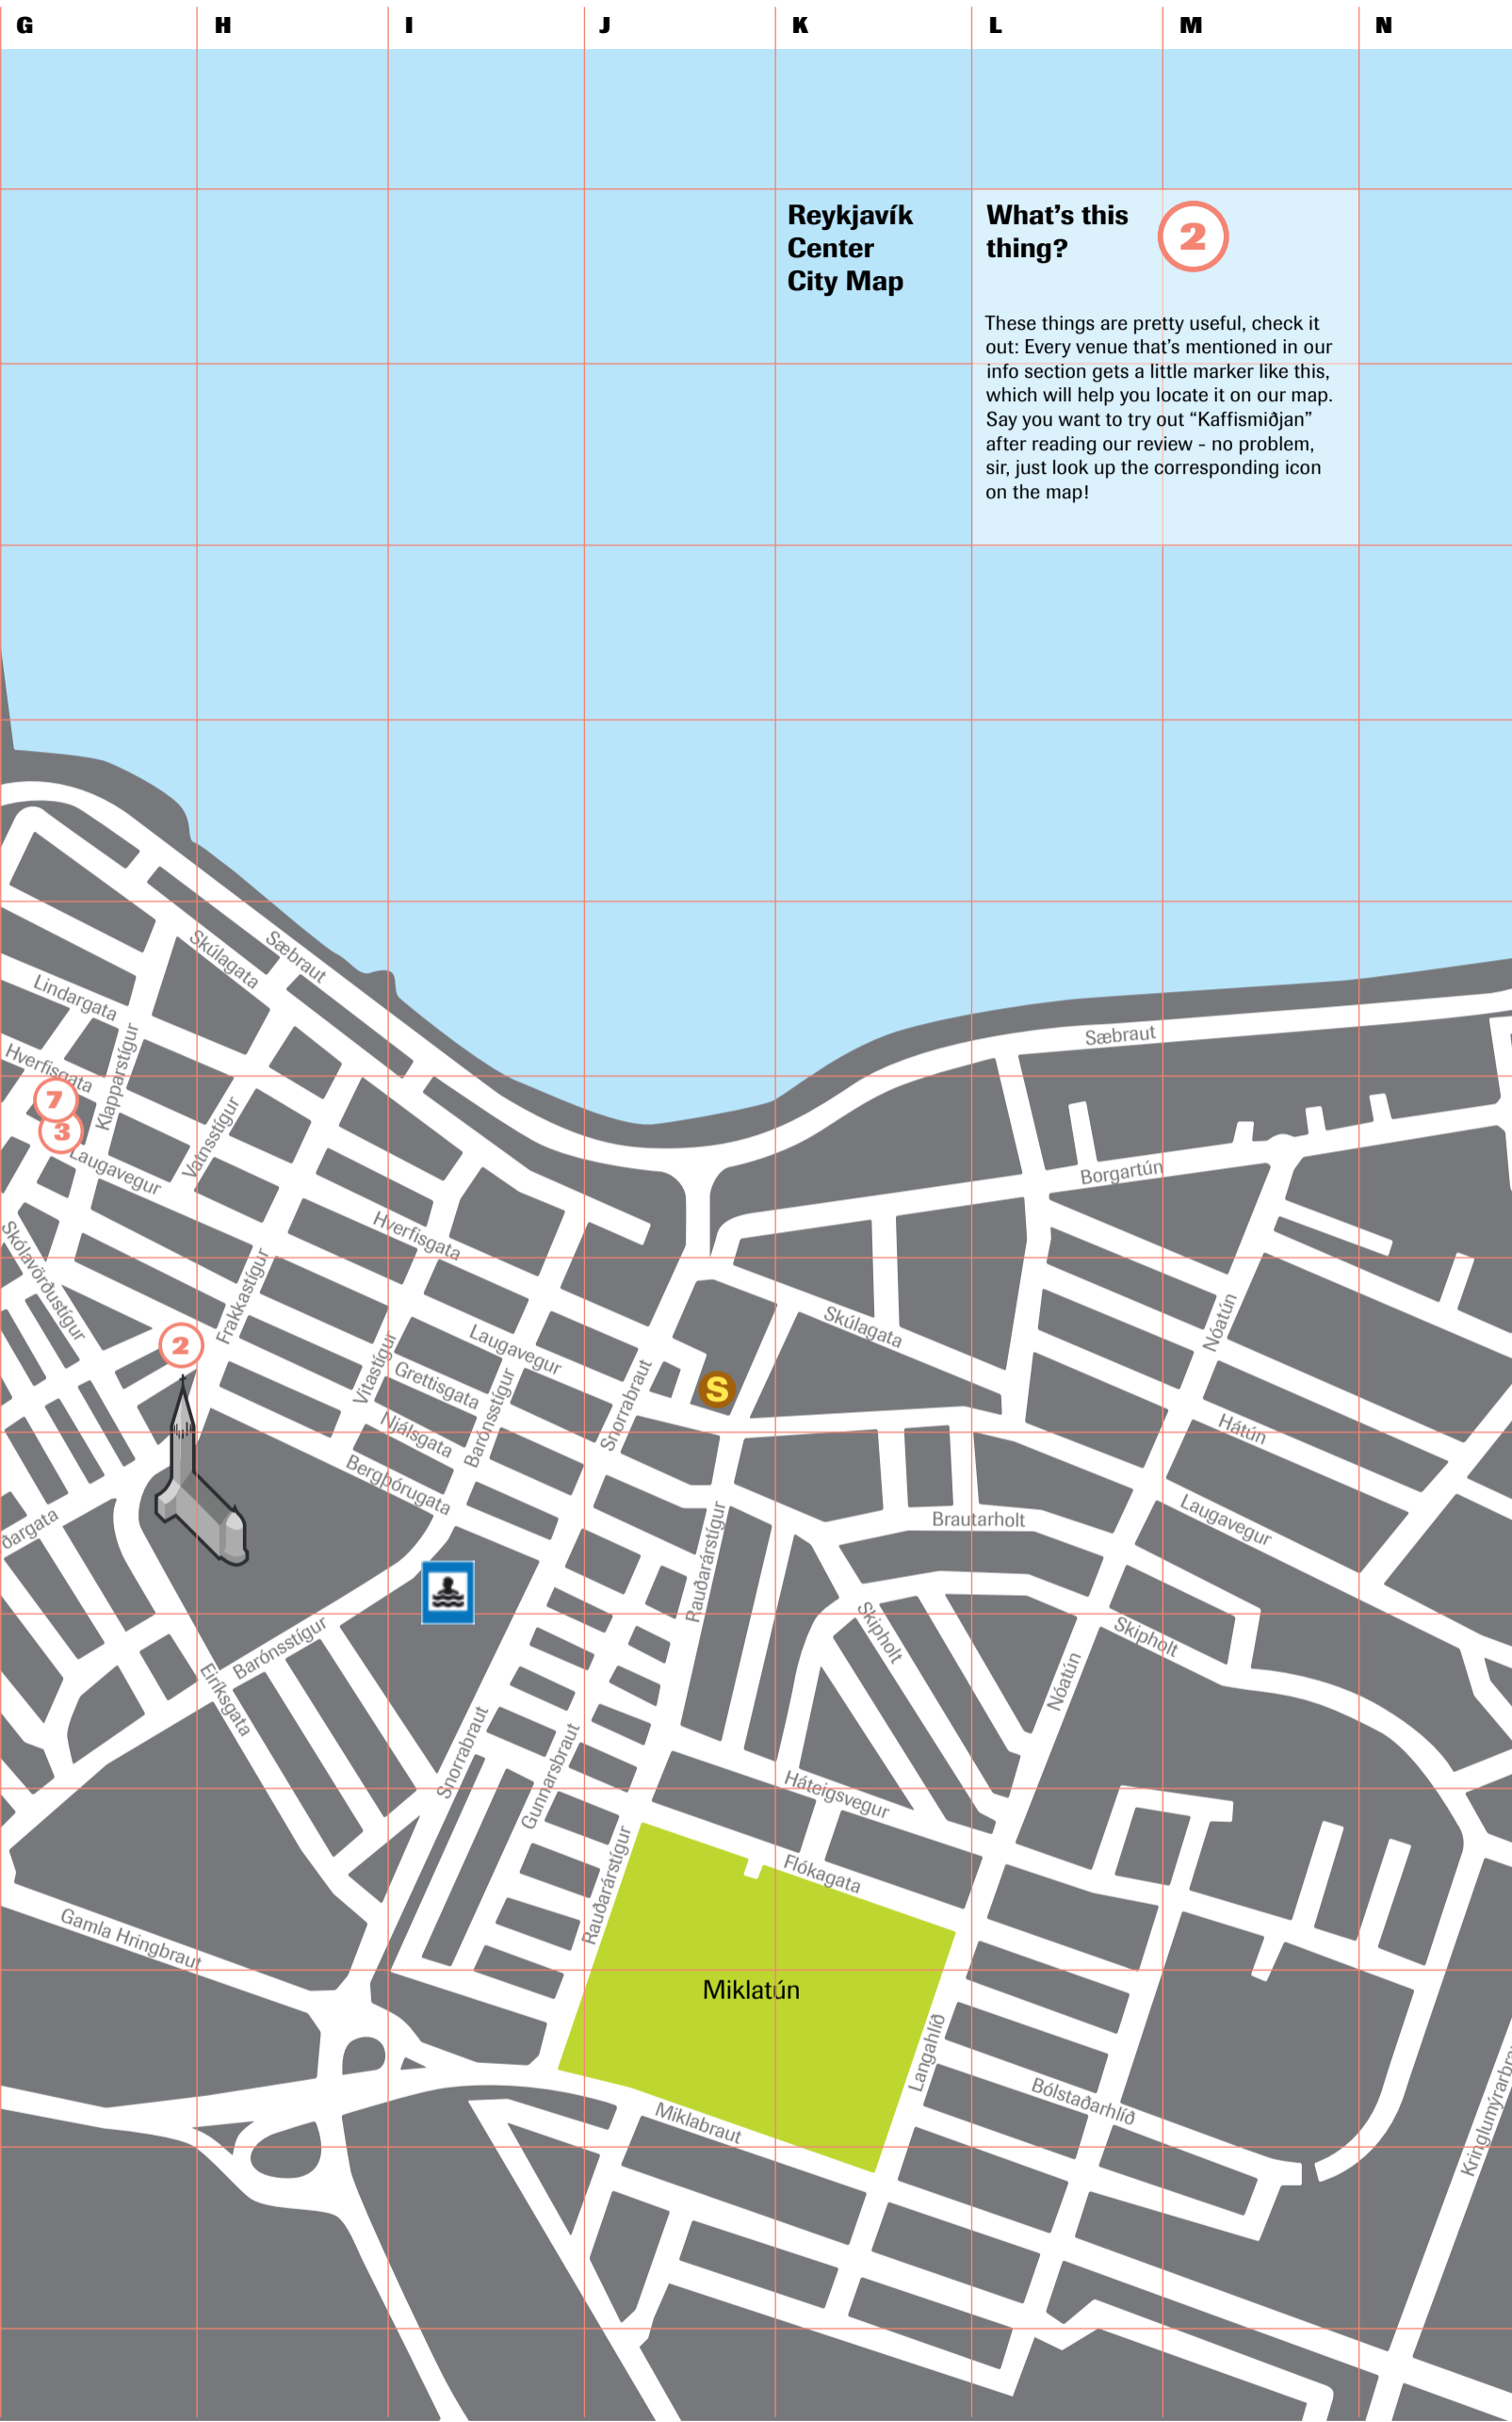 G H I J K L M N
Reykjavík
Center
City Map
What's this
thing?
2
These things are pretty useful, check it
out: Every venue that's mentioned in our
info section gets a little marker like this,
which will help you locate it on our map.
Say you want to try out “Kaffismiðjan”
after reading our review - no problem,
sir, just look up the corresponding icon
on the map!
Skúlagata
Sæbraut
Lindargata
Sæbraut
Hverfisgata
Klapparstígur
7
3
Vatnsstígur
Laugavegur
Borgartún
Hverfisgata
Skólavörðustígur
Frakkastígur
2
Skúlagata
Nóatún
Laugavegur
Vitastígur
Grettisgata
Barónsstígur
Snorrabraut
S
Njálsgata
Hátún
Bergþórugata
ðargata
Brautarholt
Laugavegur
Rauðarárstígur
Skipholt
Skipholt
Barónsstígur
Eiríksgata
Nóatún
Snorrabraut
Gunnarsbraut
Háteigsvegur
Rauðarárstígur
Flókagata
Gamla Hringbraut
Miklatún
Langahlíð
Bólstaðarhlíð
Miklabraut